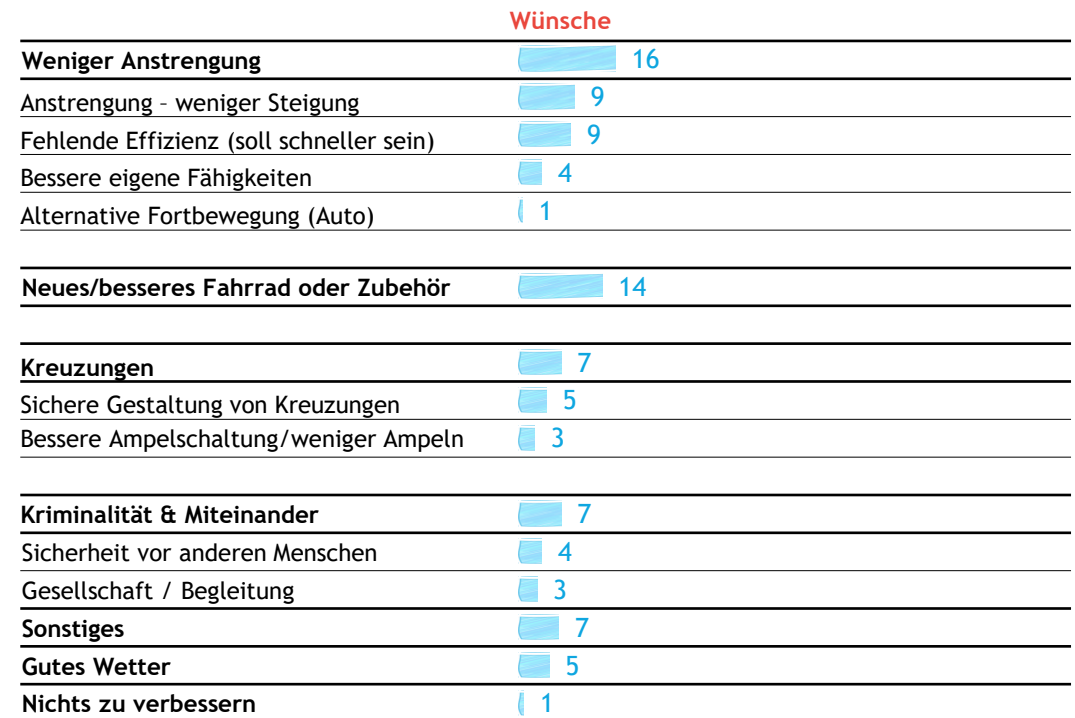 Wünsche
Weniger Anstrengung 16
Anstrengung – weniger Steigung 9
Fehlende Effizienz (soll schneller sein) 9
Bessere eigene Fähigkeiten 4
Alternative Fortbewegung (Auto) 1
Neues/besseres Fahrrad oder Zubehör 14
Kreuzungen 7
Sichere Gestaltung von Kreuzungen 5
Bessere Ampelschaltung/weniger Ampeln 3
Kriminalität & Miteinander 7
Sicherheit vor anderen Menschen 4
Gesellschaft / Begleitung 3
Sonstiges 7
Gutes Wetter 5
Nichts zu verbessern 1